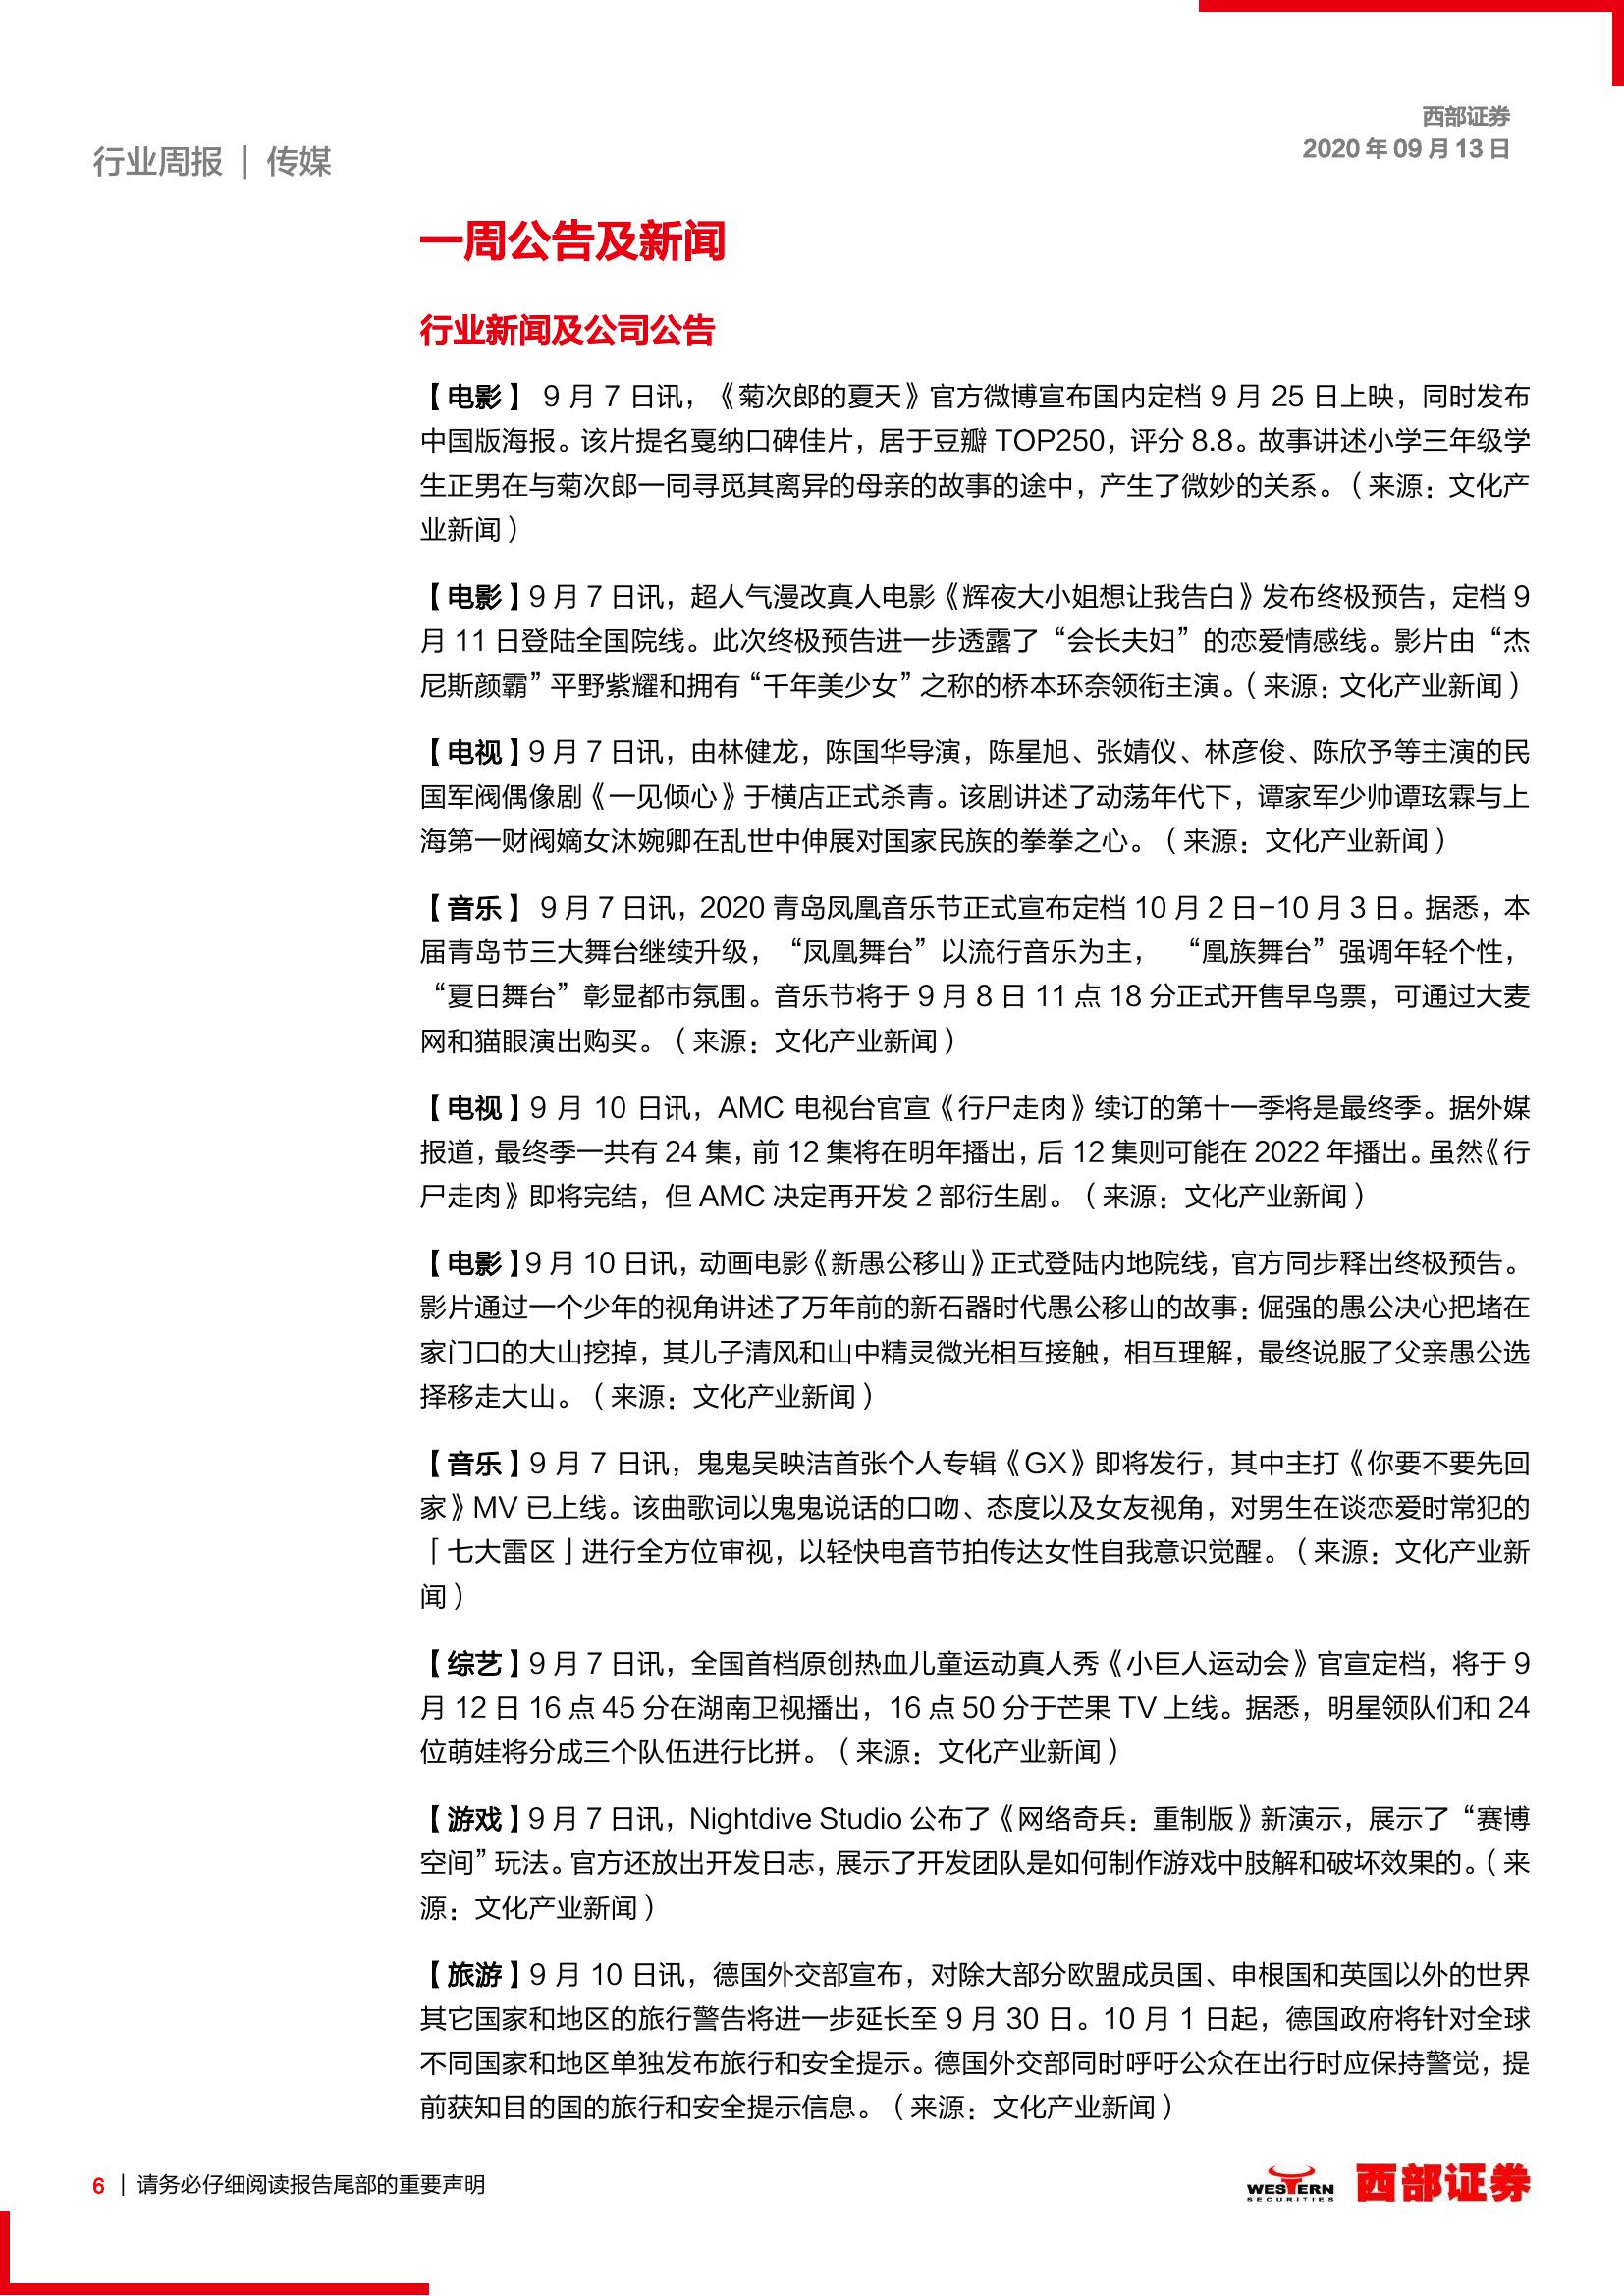 西部证券
2020 年 09 月 13 日
行业周报 | 传媒
一周公告及新闻
行业新闻及公司公告
【电影】 9 月 7 日讯，《菊次郎的夏天》官方微博宣布国内定档 9 月 25 日上映，同时发布
中国版海报。该片提名戛纳口碑佳片，居于豆瓣 TOP250，评分 8.8。故事讲述小学三年级学
生正男在与菊次郎一同寻觅其离异的母亲的故事的途中，产生了微妙的关系。（来源：文化产
业新闻）
【电影】9 月 7 日讯，超人气漫改真人电影《辉夜大小姐想让我告白》发布终极预告，定档 9
月 11 日登陆全国院线。此次终极预告进一步透露了“会长夫妇”的恋爱情感线。影片由“杰
尼斯颜霸”平野紫耀和拥有“千年美少女”之称的桥本环奈领衔主演。（来源：文化产业新闻）
【电视】9 月 7 日讯，由林健龙，陈国华导演，陈星旭、张婧仪、林彦俊、陈欣予等主演的民
国军阀偶像剧《一见倾心》于横店正式杀青。该剧讲述了动荡年代下，谭家军少帅谭玹霖与上
海第一财阀嫡女沐婉卿在乱世中伸展对国家民族的拳拳之心。（来源：文化产业新闻）
【音乐】 9 月 7 日讯，2020 青岛凤凰音乐节正式宣布定档 10 月 2 日-10 月 3 日。据悉，本
届青岛节三大舞台继续升级，“凤凰舞台”以流行音乐为主， “凰族舞台”强调年轻个性，
“夏日舞台”彰显都市氛围。音乐节将于 9 月 8 日 11 点 18 分正式开售早鸟票，可通过大麦
网和猫眼演出购买。（来源：文化产业新闻）
【电视】9 月 10 日讯，AMC 电视台官宣《行尸走肉》续订的第十一季将是最终季。据外媒
报道，最终季一共有 24 集，前 12 集将在明年播出，后 12 集则可能在 2022 年播出。虽然《行
尸走肉》即将完结，但 AMC 决定再开发 2 部衍生剧。（来源：文化产业新闻）
【电影】9 月 10 日讯，动画电影《新愚公移山》正式登陆内地院线，官方同步释出终极预告。
影片通过一个少年的视角讲述了万年前的新石器时代愚公移山的故事：倔强的愚公决心把堵在
家门口的大山挖掉，其儿子清风和山中精灵微光相互接触，相互理解，最终说服了父亲愚公选
择移走大山。（来源：文化产业新闻）
【音乐】9 月 7 日讯，鬼鬼吴映洁首张个人专辑《GX》即将发行，其中主打《你要不要先回
家》MV 已上线。该曲歌词以鬼鬼说话的口吻、态度以及女友视角，对男生在谈恋爱时常犯的
「七大雷区」进行全方位审视，以轻快电音节拍传达女性自我意识觉醒。（来源：文化产业新
闻）
【综艺】9 月 7 日讯，全国首档原创热血儿童运动真人秀《小巨人运动会》官宣定档，将于 9
月 12 日 16 点 45 分在湖南卫视播出，16 点 50 分于芒果 TV 上线。据悉，明星领队们和 24
位萌娃将分成三个队伍进行比拼。（来源：文化产业新闻）
【游戏】9 月 7 日讯，Nightdive Studio 公布了《网络奇兵：重制版》新演示，展示了“赛博
空间”玩法。官方还放出开发日志，展示了开发团队是如何制作游戏中肢解和破坏效果的。（来
源：文化产业新闻）
【旅游】9 月 10 日讯，德国外交部宣布，对除大部分欧盟成员国、申根国和英国以外的世界
其它国家和地区的旅行警告将进一步延长至 9 月 30 日。10 月 1 日起，德国政府将针对全球
不同国家和地区单独发布旅行和安全提示。德国外交部同时呼吁公众在出行时应保持警觉，提
前获知目的国的旅行和安全提示信息。（来源：文化产业新闻）
6 | 请务必仔细阅读报告尾部的重要声明
WESTERN
SECURITIES
西部证券